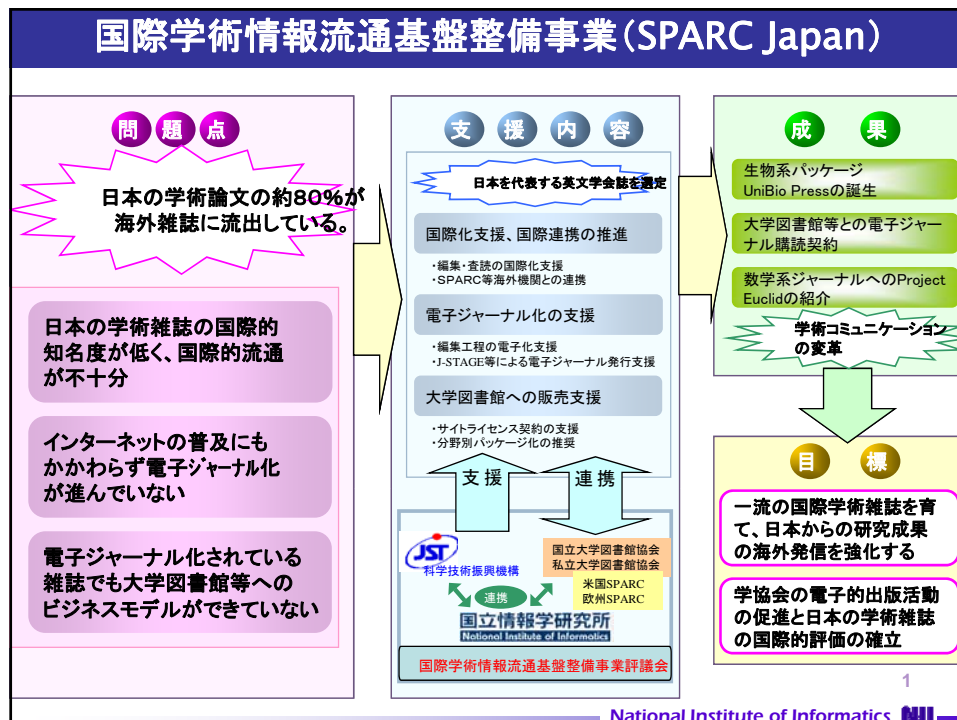 国際学術情報流通基盤整備事業(SPARC Japan)
問題点
日本の学術論文の約80%が
海外雑誌に流出している。
日本の学術雑誌の国際的
知名度が低く、国際的流通
が不十分
インターネットの普及にも
かかわらず電子ジャーナル化
が進んでいない
電子ジャーナル化されている
雑誌でも大学図書館等への
ビジネスモデルができていない
支援内容
日本を代表する英文学会誌を選定
国際化支援、国際連携の推進
・編集・査読の国際化支援
・SPARC等海外機関との連携
電子ジャーナル化の支援
・編集工程の電子化支援
・J-STAGE等による電子ジャーナル発行支援
大学図書館への販売支援
・サイトライセンス契約の支援
・分野別パッケージ化の推奨
支援
連携
JST
科学技術振興機構
国立大学図書館協会
私立大学図書館協会
米国SPARC
欧州SPARC
連携
国立情報学研究所
National Institute of Informatics
国際学術情報流通基盤整備事業評議会
成果
生物系パッケージ
UniBio Pressの誕生
大学図書館等との電子ジャー
ナル購読契約
数学系ジャーナルへのProject
Euclidの紹介
学術コミュニケーション
の変革
目標
一流の国際学術雑誌を育
て、日本からの研究成果
の海外発信を強化する
学協会の電子的出版活動
の促進と日本の学術雑誌
の国際的評価の確立
1
National Institute of Informatics